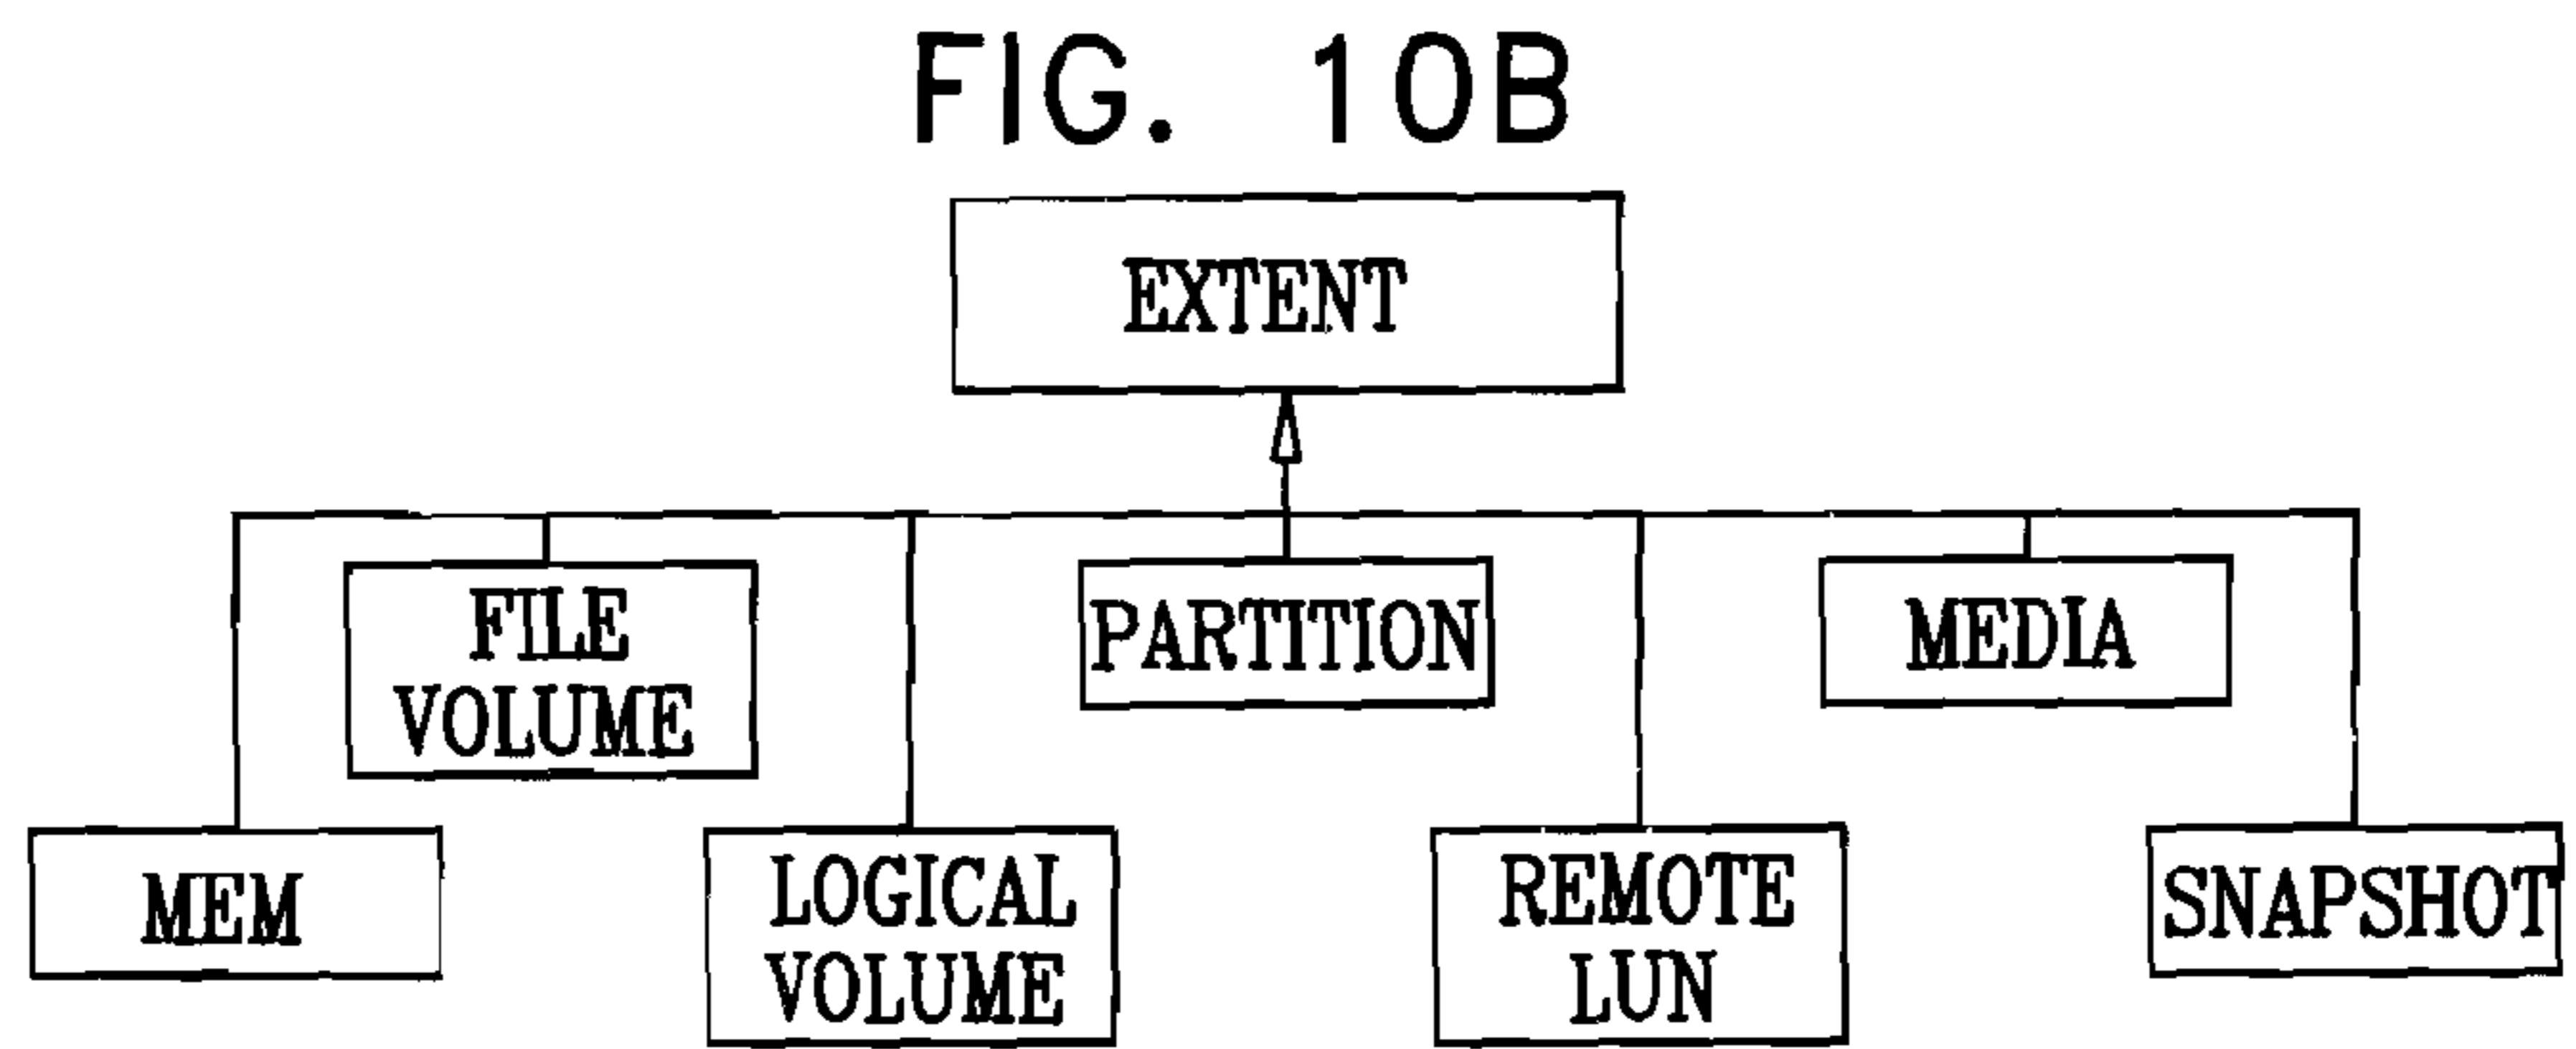 FIG. 10B
EXTENT
FILE
VOLUME
PARTITION
MEDIA
MEM
LOGICAL
VOLUME
REMOTE
LUN
SNAPSHOT